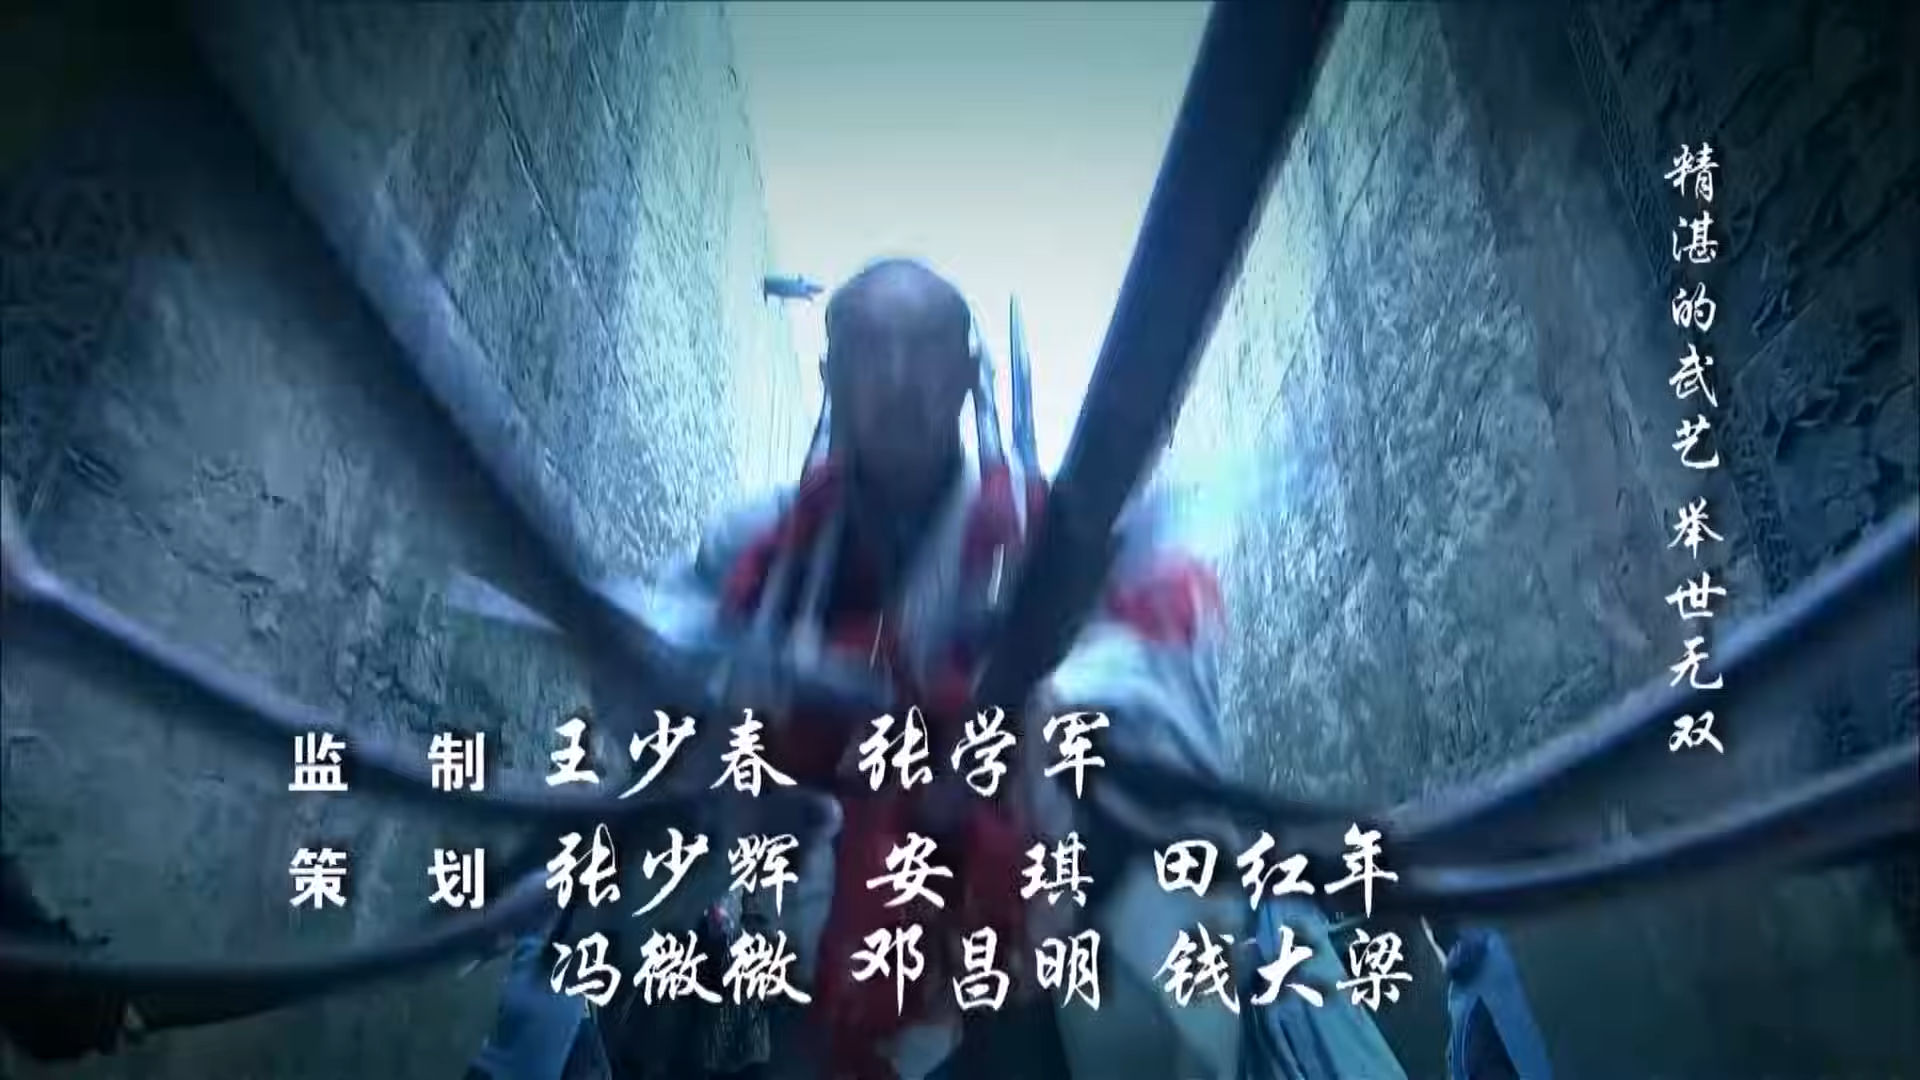 精湛的武艺 举世无双
监 制 王少春 张学军
策 划 张少辉 安 琪 田红年
冯微微 邓昌明 钱大梁